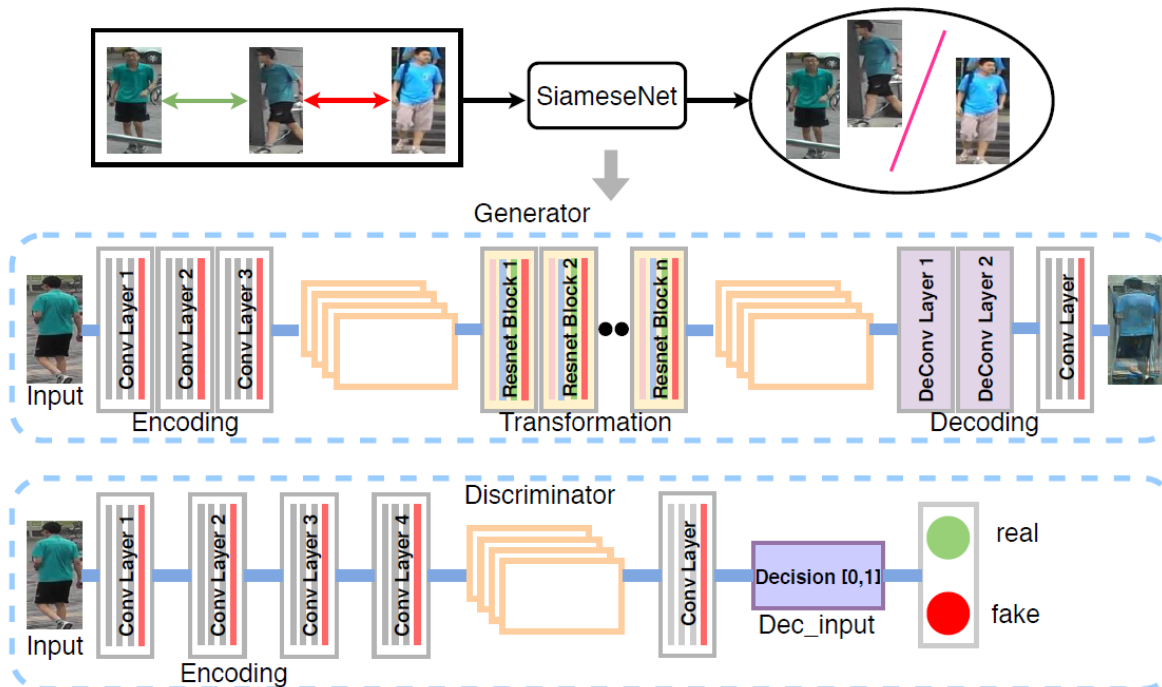 SiameseNet
Generator
Conv Layer 1
Conv Layer 2
Conv Layer 3
Resnet Block 1
Resnet Block 2
Resnet Block n
DeConv Layer 1
DeConv Layer 2
Conv Layer
Input
Encoding
Transformation
Decoding
Discriminator
Conv Layer 1
Conv Layer 2
Conv Layer 3
Conv Layer 4
Conv Layer
Decision [0,1]
real
fake
Dec_input
Input
Encoding